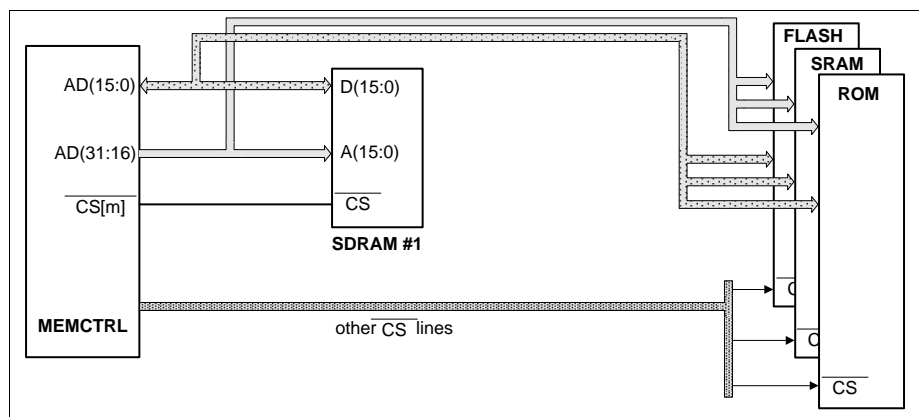 FLASH
SRAM
ROM
AD(15:0)
D(15:0)
AD(31:16)
A(15:0)
CS[m]
CS
SDRAM #1
MEMCTRL
other CS lines
C
C
CS